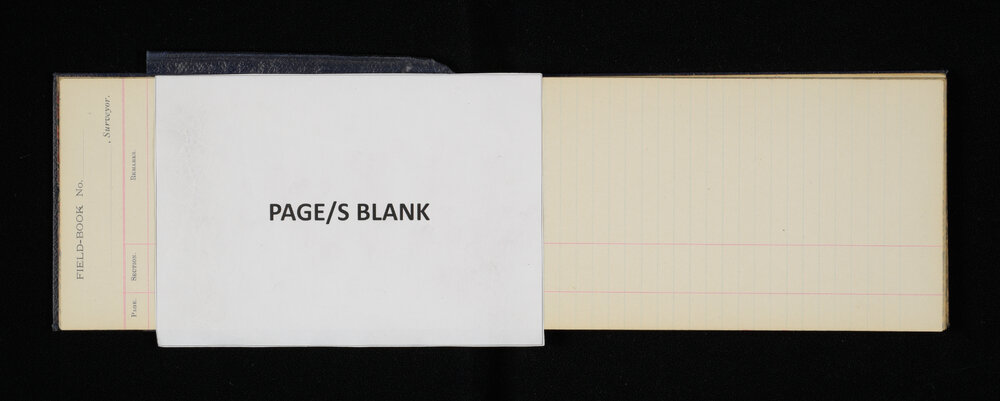 FIELD-BOOK No.
, Surveyor.
PAGE. SECTION. REMARKS.
PAGE/S BLANK